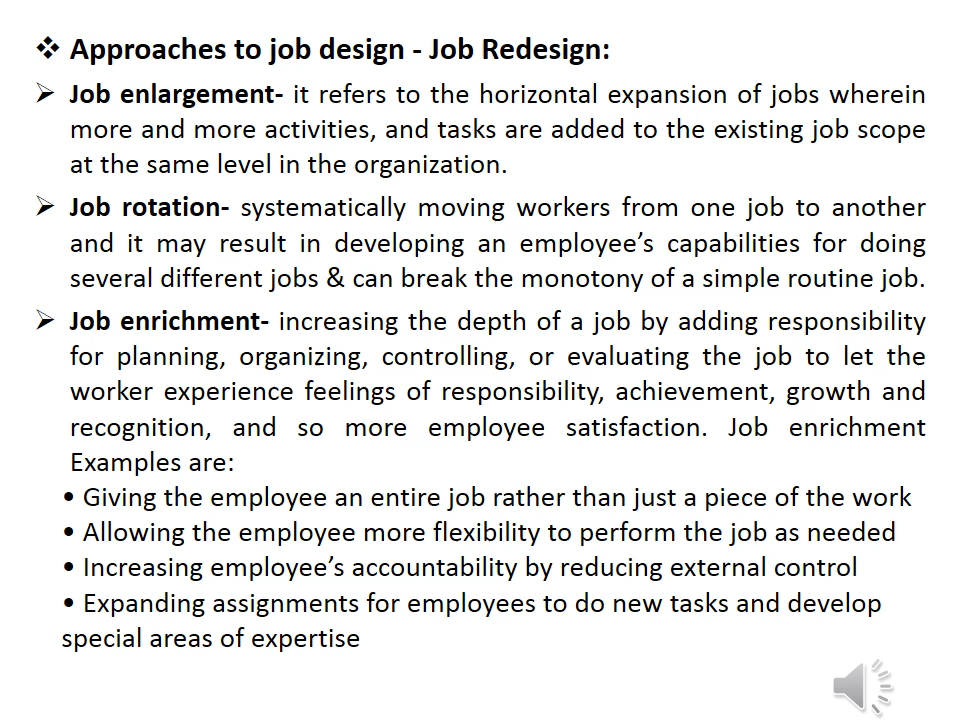 ❖ Approaches to job design - Job Redesign:
➢ Job enlargement- it refers to the horizontal expansion of jobs wherein
more and more activities, and tasks are added to the existing job scope
at the same level in the organization.
➢ Job rotation- systematically moving workers from one job to another
and it may result in developing an employee’s capabilities for doing
several different jobs & can break the monotony of a simple routine job.
➢ Job enrichment- increasing the depth of a job by adding responsibility
for planning, organizing, controlling, or evaluating the job to let the
worker experience feelings of responsibility, achievement, growth and
recognition, and so more employee satisfaction. Job enrichment
Examples are:
• Giving the employee an entire job rather than just a piece of the work
• Allowing the employee more flexibility to perform the job as needed
• Increasing employee’s accountability by reducing external control
• Expanding assignments for employees to do new tasks and develop
special areas of expertise